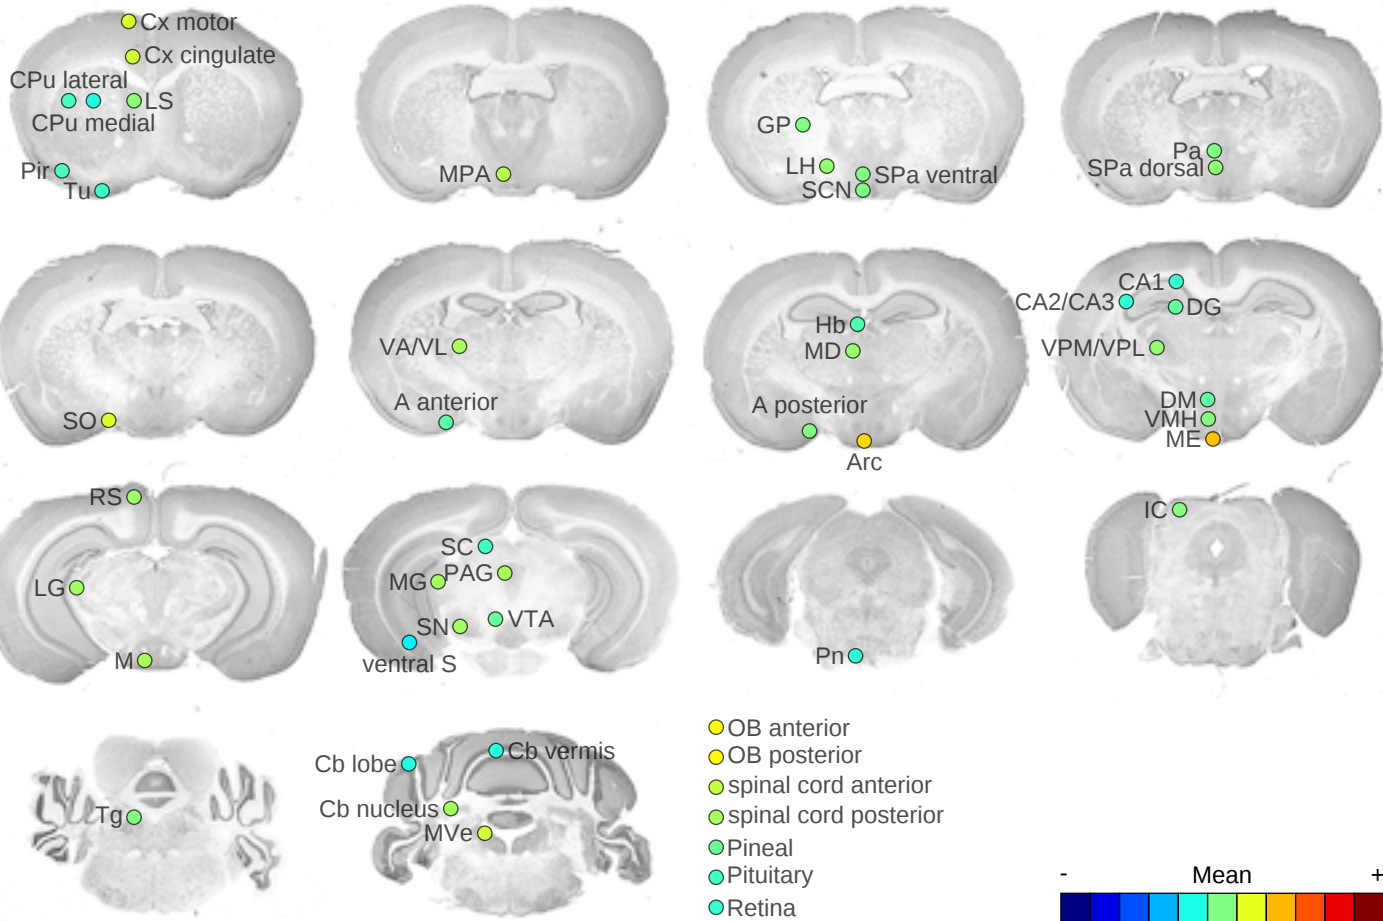 Cx motor
Cx cingulate
CPu lateral
LS
CPu medial
Pir
Tu
MPA
GP
LH
SPa ventral
SCN
Pa
SPa dorsal
SO
VA/VL
A anterior
Hb
MD
A posterior
Arc
CA1
CA2/CA3
DG
VPM/VPL
DM
VMH
ME
RS
LG
M
SC
MG
PAG
SN
VTA
ventral S
Pn
IC
Tg
Cb lobe
Cb vermis
Cb nucleus
MVe
OB anterior
OB posterior
spinal cord anterior
spinal cord posterior
Pineal
Pituitary
Retina
- Mean +